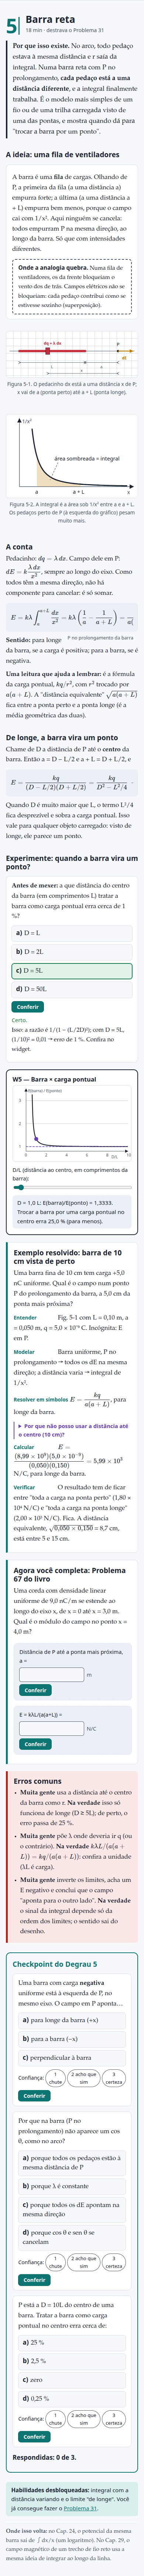 5
Barra reta
18 min · destrava o Problema 31
Por que isso existe. No arco, todo pedaço
estava à mesma distância e r saía da
integral. Numa barra reta com P no
prolongamento, cada pedaço está a uma
distância diferente, e a integral finalmente
trabalha. É o modelo mais simples de um
fio ou de uma trilha carregada visto de
uma das pontas, e mostra quando dá para
"trocar a barra por um ponto".
A ideia: uma fila de ventiladores
A barra é uma fila de cargas. Olhando de
P, a primeira da fila (a uma distância a)
empurra forte; a última (a uma distância a
+ L) empurra bem menos, porque o campo
cai com 1/x². Aqui ninguém se cancela:
todos empurram P na mesma direção, ao
longo da barra. Só que com intensidades
diferentes.
Onde a analogia quebra. Numa fila de
ventiladores, os da frente bloqueariam o
vento dos de trás. Campos elétricos não se
bloqueiam: cada pedaço contribui como se
estivesse sozinho (superposição).
dq = λ dx
P
dE
x
L
a
Figura 5-1. O pedacinho dx está a uma distância x de P;
x vai de a (ponta perto) até a + L (ponta longe).
1/x²
área sombreada = integral
a
a + L
x
Figura 5-2. A integral é a área sob 1/x² entre a e a + L.
Os pedaços perto de P (à esquerda do gráfico) pesam
muito mais.
A conta
Pedacinho: dq = λ dx. Campo dele em P:
dE = k λ dx / x², sempre ao longo do eixo. Como
todos têm a mesma direção, não há
componente para cancelar: é só somar.
Sentido: para longe
P no prolongamento da barra
da barra, se a carga é positiva; para a barra, se é
negativa.
Uma leitura que ajuda a lembrar: é a fórmula
da carga pontual, kq/r², com r² trocado por
a(a + L). A "distância equivalente" √a(a + L)
fica entre a ponta perto e a ponta longe (é a
média geométrica das duas).
De longe, a barra vira um ponto
Chame de D a distância de P até o centro da
barra. Então a = D − L/2 e a + L = D + L/2, e
E = kq / (D − L/2)(D + L/2) = kq / D² − L²/4 .
Quando D é muito maior que L, o termo L²/4
fica desprezível e sobra a carga pontual. Isso
vale para qualquer objeto carregado: visto de
longe, ele parece um ponto.
Experimente: quando a barra vira um ponto?
Antes de mexer: a que distância do centro
da barra (em comprimentos L) tratar a
barra como carga pontual erra cerca de 1
%?
a) D = L
b) D = 2L
c) D = 5L
d) D = 50L
Conferir
Certo.
Isso: a razão é 1/(1 − (L/2D)²); com D = 5L,
(1/10)² = 0,01 → erro de 1 %. Confira no
widget.
W5 — Barra × carga pontual
E(barra) / E(ponto)
D/L
D/L (distância ao centro, em comprimentos da
barra):
D = 1,0 L: E(barra)/E(ponto) = 1,3333.
Trocar a barra por uma carga pontual no
centro erra 25,0 % (para menos).
Exemplo resolvido: barra de 10
cm vista de perto
Uma barra fina de 10 cm tem carga +5,0
nC uniforme. Qual é o campo num ponto
P do prolongamento da barra, a 5,0 cm da
ponta mais próxima?
Entender Fig. 5-1 com L = 0,10 m, a
= 0,050 m, q = 5,0 × 10⁻⁹ C. Incógnita: E
em P.
Modelar Barra uniforme, P no
prolongamento → todos os dE na mesma
direção; a distância varia → integral de
1/x².
Resolver em símbolos E = kq / a(a + L), para
longe da barra.
Por que não posso usar a distância até
o centro (10 cm)?
Calcular E =
(8,99 × 10⁹)(5,0 × 10⁻⁹) / (0,050)(0,150) = 5,99 × 10³
N/C, para longe da barra.
Verificar O resultado tem de ficar
entre "toda a carga na ponta perto" (1,80 ×
10⁴ N/C) e "toda a carga na ponta longe"
(2,00 × 10³ N/C). Fica. A distância
equivalente, √0,050 × 0,150 = 8,7 cm,
está entre 5 e 15 cm.
Agora você completa: Problema
67 do livro
Uma corda com densidade linear
uniforme de 9,0 nC/m se estende ao
longo do eixo x, de x = 0 até x = 3,0 m.
Qual é o módulo do campo no ponto x =
4,0 m?
Distância de P até a ponta mais próxima,
a =
m
Conferir
E = kλL/(a(a+L)) =
N/C
Conferir
Erros comuns
• Muita gente usa a distância até o centro
da barra como r. Na verdade isso só
funciona de longe (D ≥ 5L); de perto, o
erro passa de 25 %.
• Muita gente põe λ onde deveria ir q (ou
o contrário). Na verdade kλL/(a(a +
L)) = kq/(a(a + L)): confira a unidade
(λL é carga).
• Muita gente inverte os limites, acha um
E negativo e conclui que o campo
"aponta para o outro lado". Na verdade
o sinal da integral depende só da
ordem dos limites; o sentido sai do
desenho.
Checkpoint do Degrau 5
Uma barra com carga negativa
uniforme está à esquerda de P, no
mesmo eixo. O campo em P aponta…
a) para longe da barra (+x)
b) para a barra (−x)
c) perpendicular à barra
Confiança: 1 chute 2 acho que sim 3 certeza
Conferir
Por que na barra (P no
prolongamento) não aparece um cos
θ, como no arco?
a) porque todos os pedaços estão à
mesma distância de P
b) porque λ é constante
c) porque todos os dE apontam na
mesma direção
d) porque cos θ e sen θ se
cancelam
Confiança: 1 chute 2 acho que sim 3 certeza
Conferir
P está a D = 10L do centro de uma
barra. Tratar a barra como carga
pontual no centro erra cerca de:
a) 25 %
b) 2,5 %
c) zero
d) 0,25 %
Confiança: 1 chute 2 acho que sim 3 certeza
Conferir
Respondidas: 0 de 3.
Habilidades desbloqueadas: integral com a
distância variando e o limite "de longe". Você
já consegue fazer o Problema 31.
Onde isso volta: no Cap. 24, o potencial da mesma
barra sai de ∫ dx/x (um logaritmo). No Cap. 29, o
campo magnético de um trecho de fio reto usa a
mesma ideia de integrar ao longo da linha.